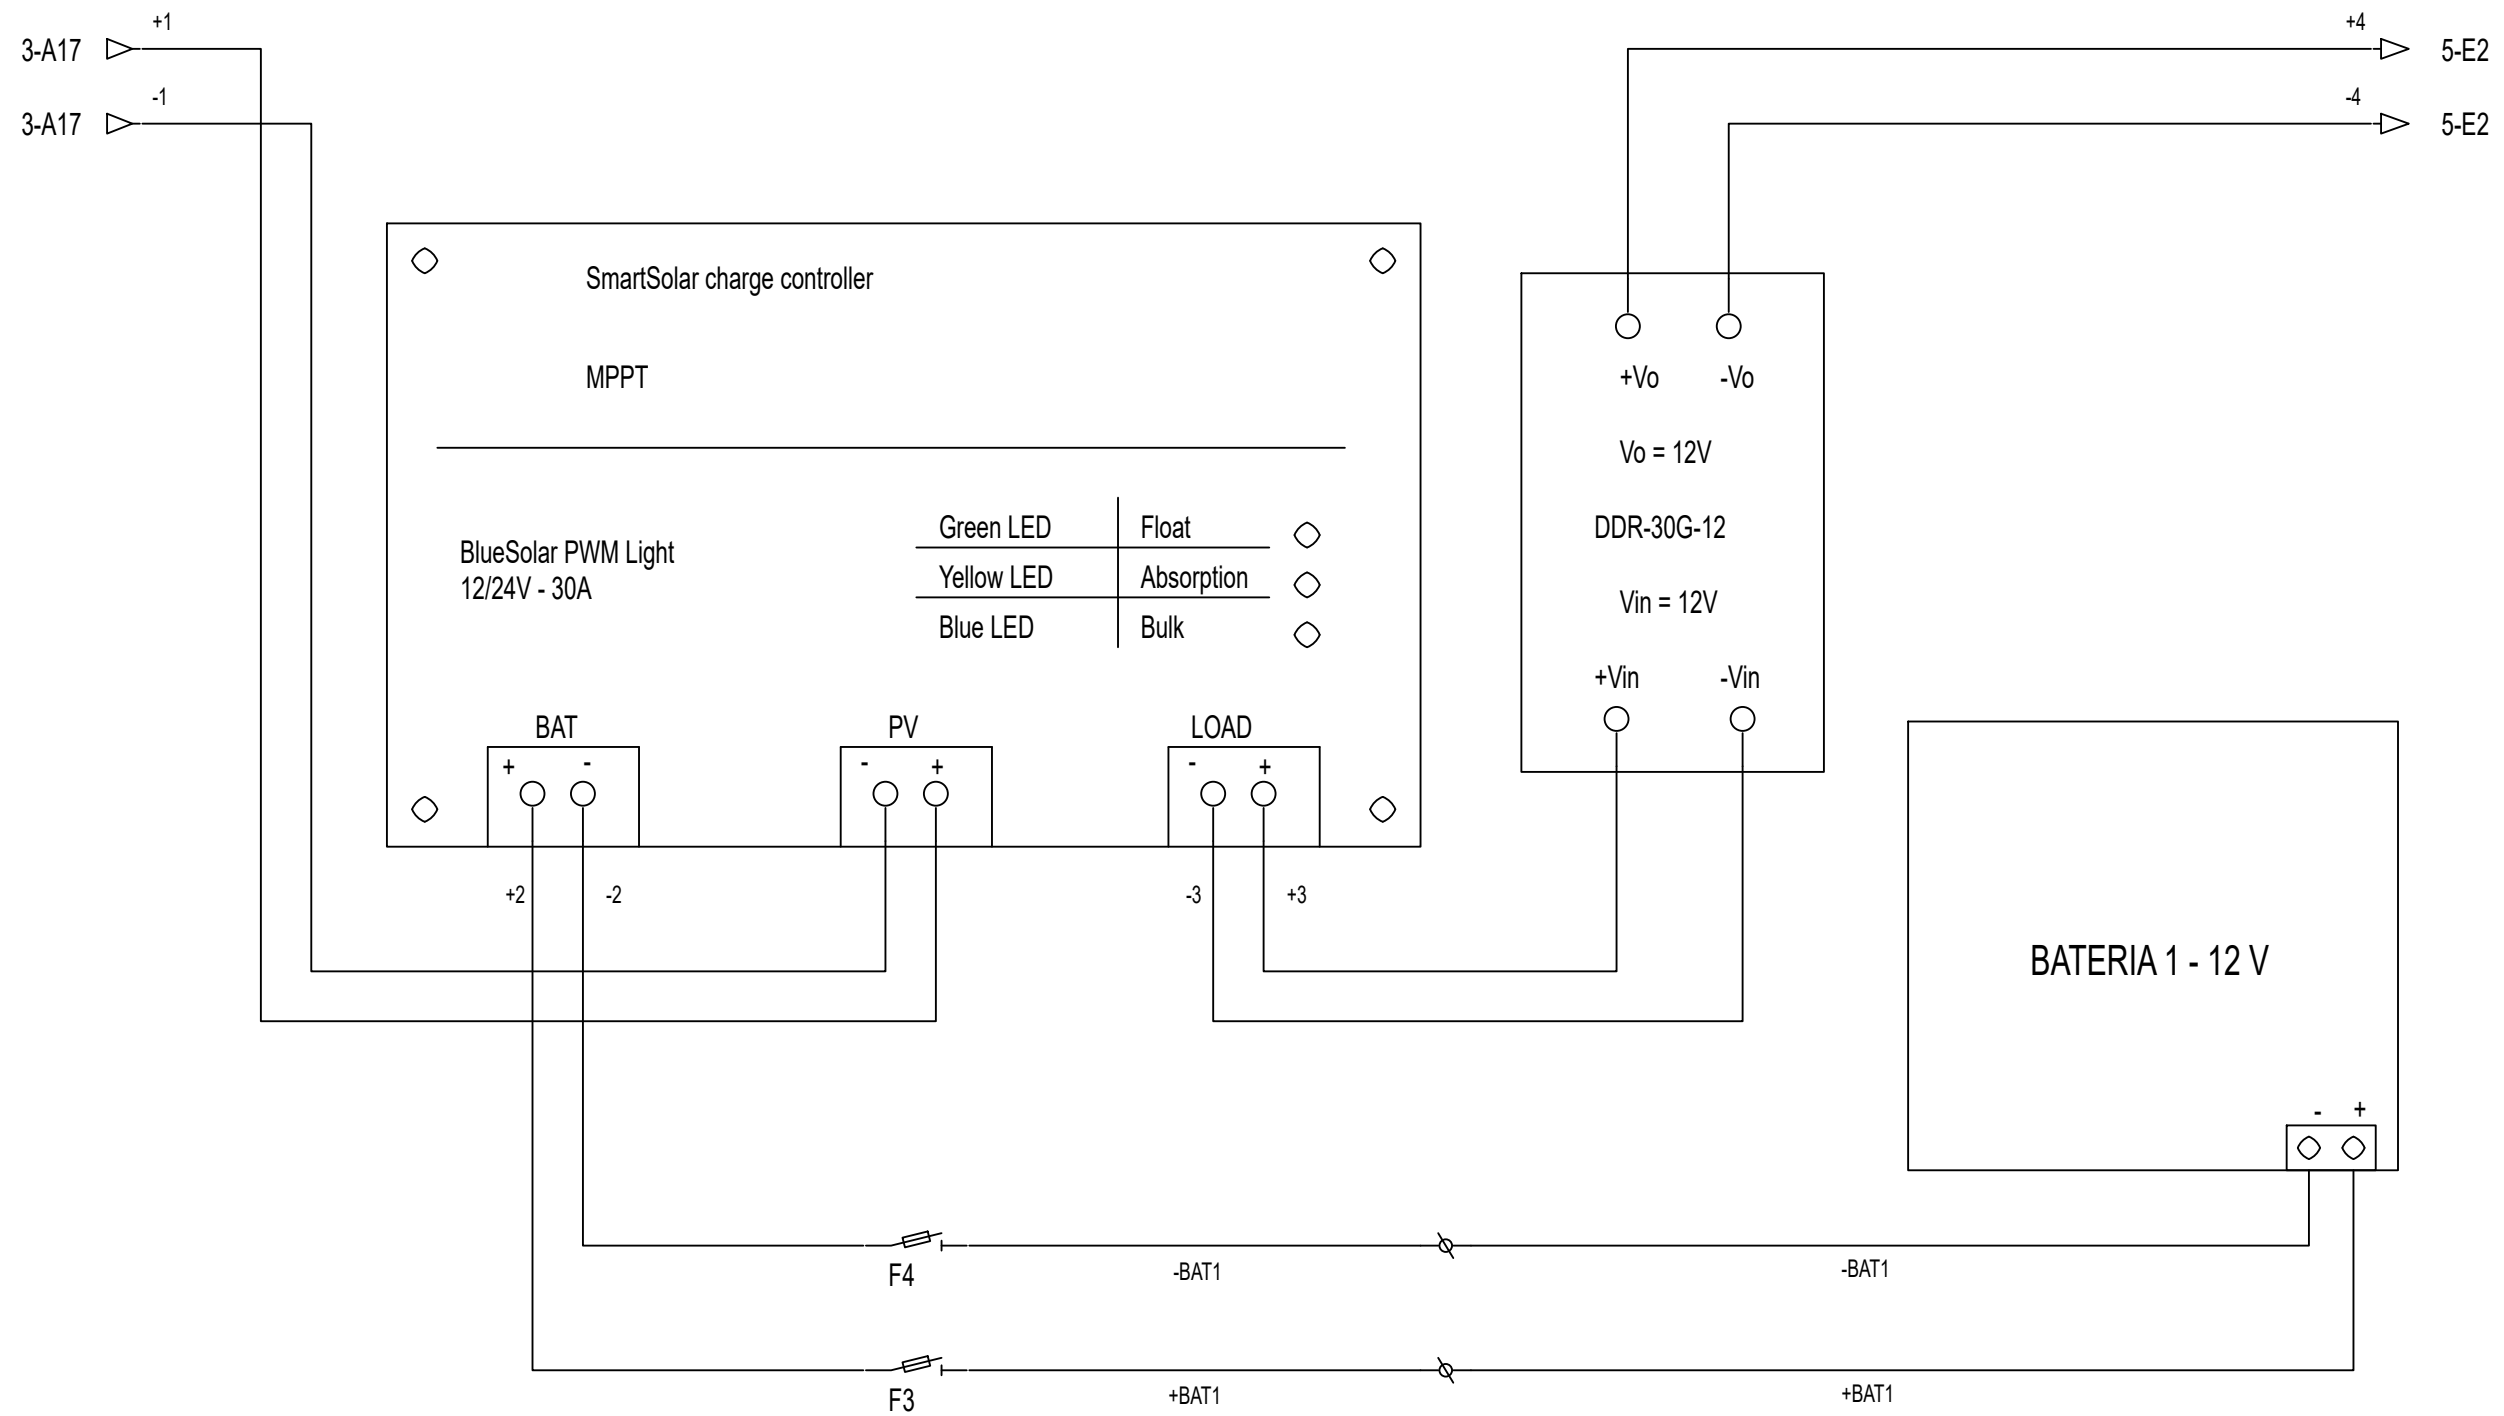 +1
3-A17
-1
3-A17
+4
5-E2
-4
5-E2
SmartSolar charge controller
MPPT
BlueSolar PWM Light
12/24V - 30A
Green LED Float
Yellow LED Absorption
Blue LED Bulk
BAT
+ -
PV
- +
LOAD
- +
+2 -2
-3 +3
+Vo -Vo
Vo = 12V
DDR-30G-12
Vin = 12V
+Vin -Vin
BATERIA 1 - 12 V
- +
F4
-BAT1
-BAT1
F3
+BAT1
+BAT1